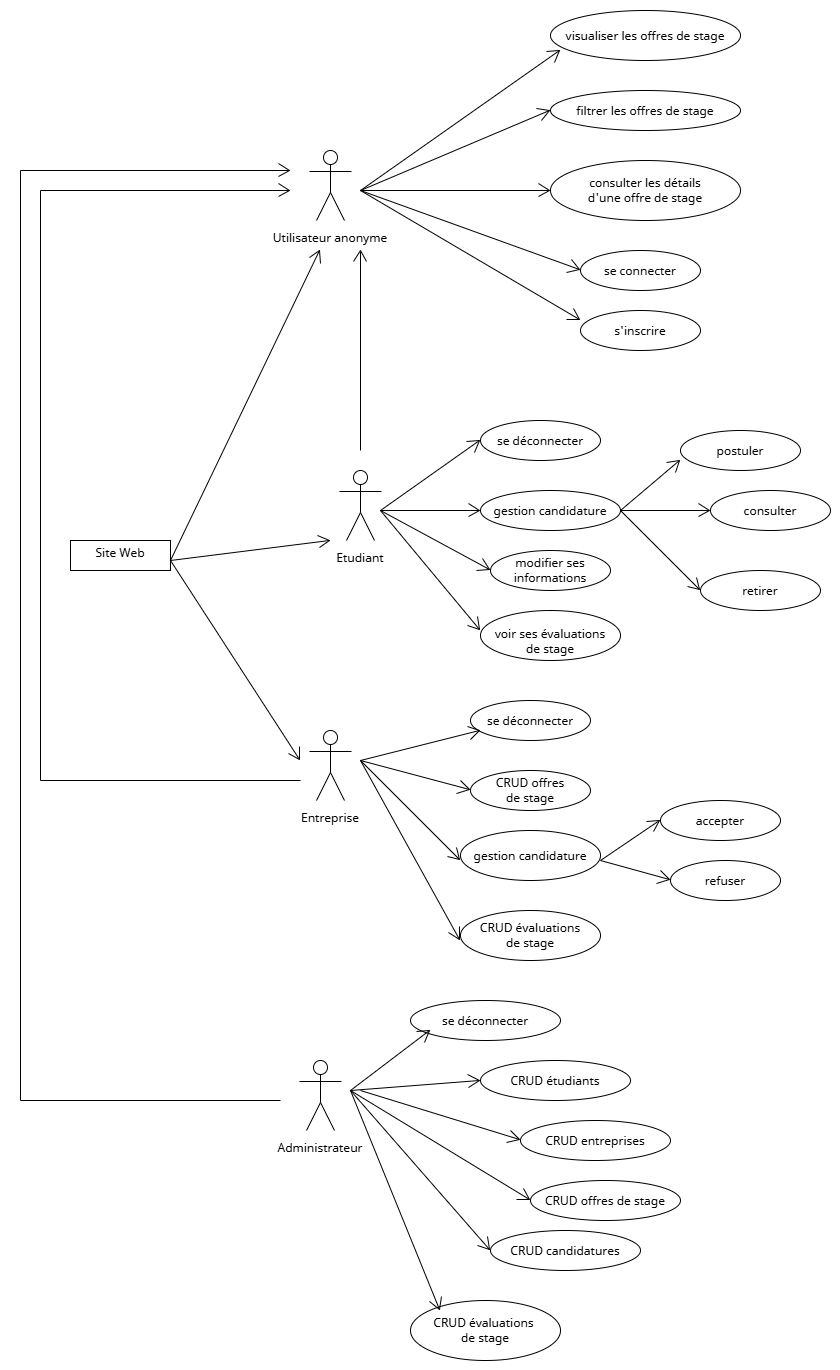 visualiser les offres de stage
filtrer les offres de stage
consulter les détails
d'une offre de stage
Utilisateur anonyme
se connecter
s'inscrire
se déconnecter
postuler
gestion candidature
consulter
Etudiant
Site Web
modifier ses
informations
retirer
voir ses évaluations
de stage
se déconnecter
CRUD offres
de stage
Entreprise
accepter
gestion candidature
refuser
CRUD évaluations
de stage
se déconnecter
CRUD étudiants
Administrateur
CRUD entreprises
CRUD offres de stage
CRUD candidatures
CRUD évaluations
de stage